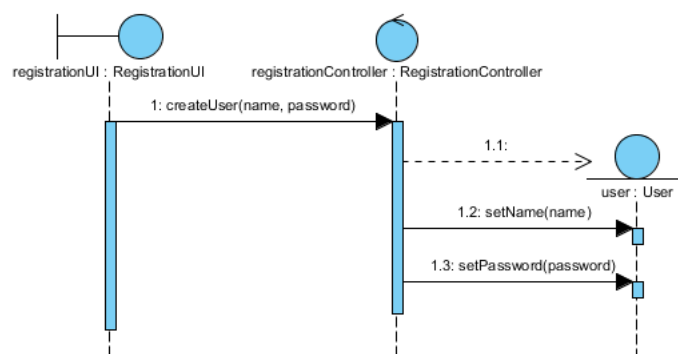 registrationUI : RegistrationUI
registrationController : RegistrationController
1: createUser(name, password)
1.1:
user : User
1.2: setName(name)
1.3: setPassword(password)